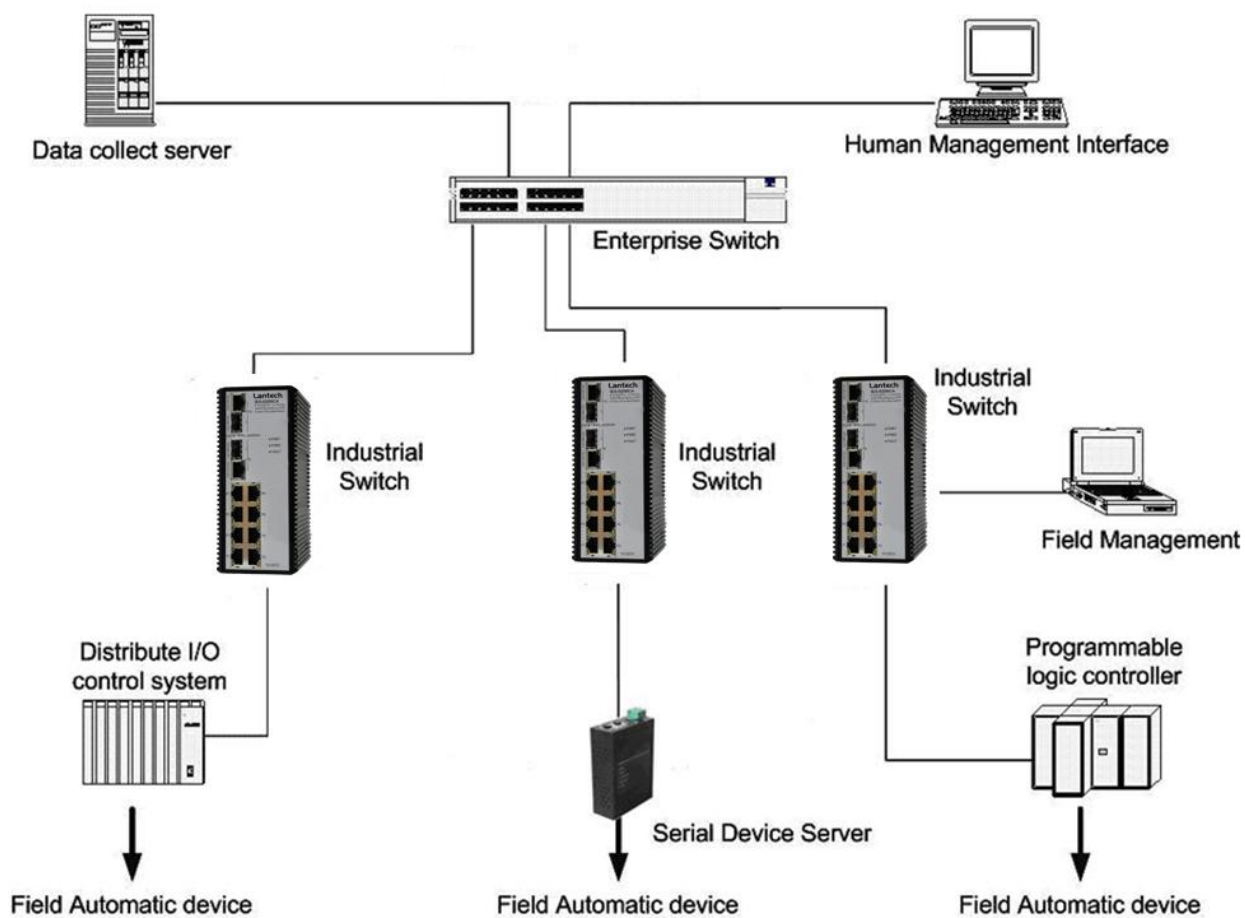 Data collect server
Human Management Interface
Enterprise Switch
Lantech
Industrial
Switch
Lantech
Industrial
Switch
Lantech
Industrial
Switch
Field Management
Distribute I/O
control system
Programmable
logic controller
Serial Device Server
Field Automatic device
Field Automatic device
Field Automatic device